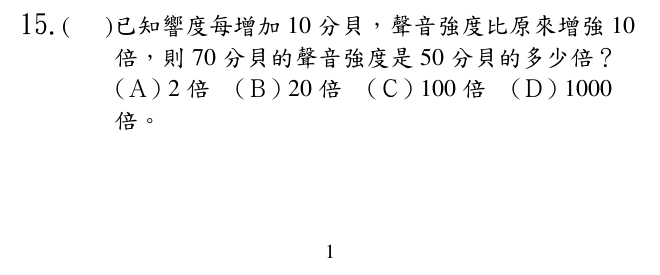 15.(　　)已知響度每增加 10 分貝，聲音強度比原來增強 10
倍，則 70 分貝的聲音強度是 50 分貝的多少倍？
（A）2 倍　（B）20 倍　（C）100 倍　（D）1000
倍。
1